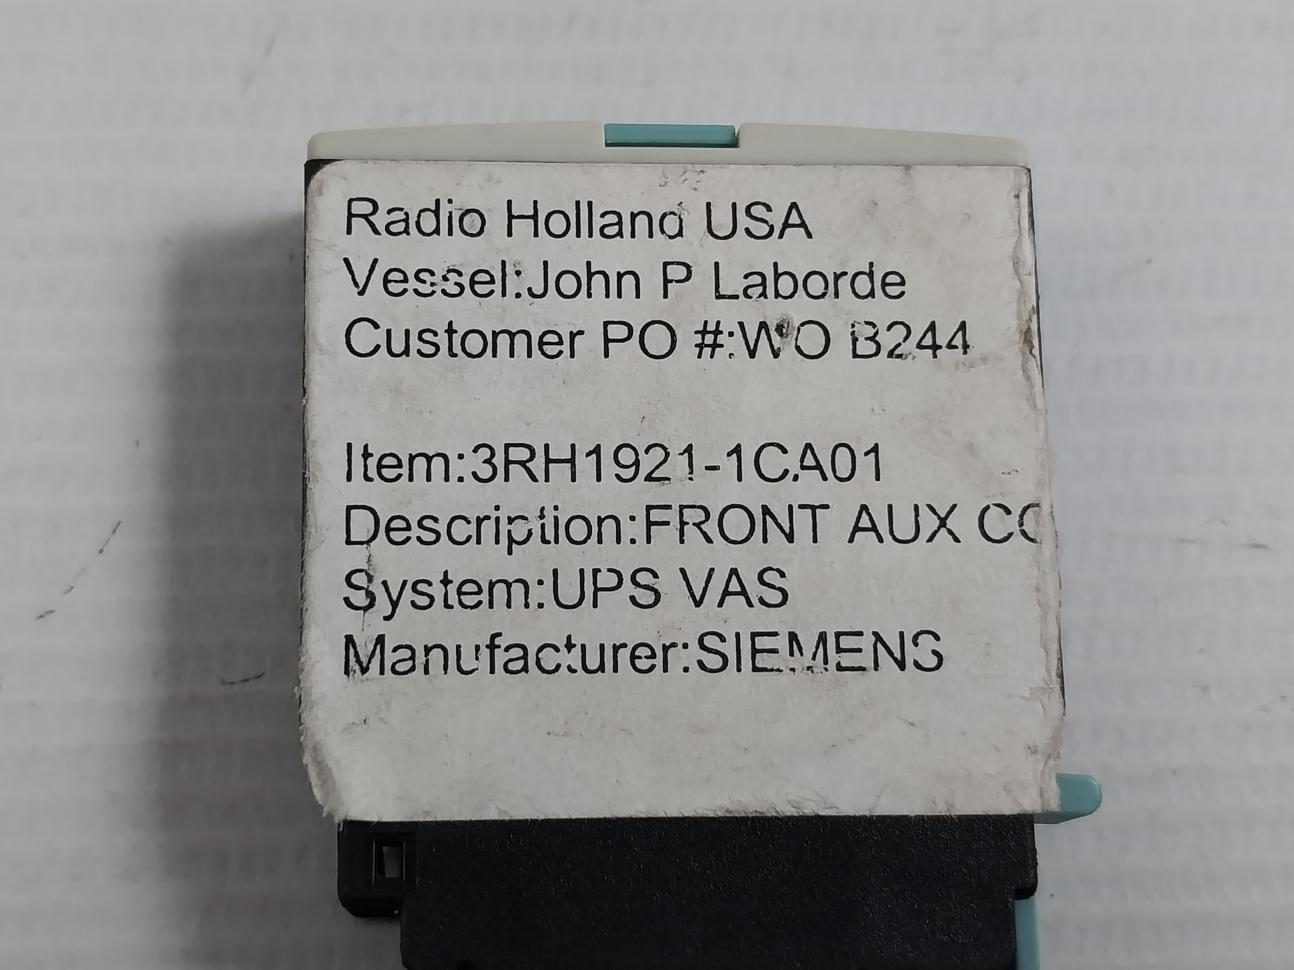 Radio Holland USA
Vessel:John P Laborde
Customer PO #:WO B244
Item:3RH1921-1CA01
Description:FRONT AUX CO
System:UPS VAS
Manufacturer:SIEMENS